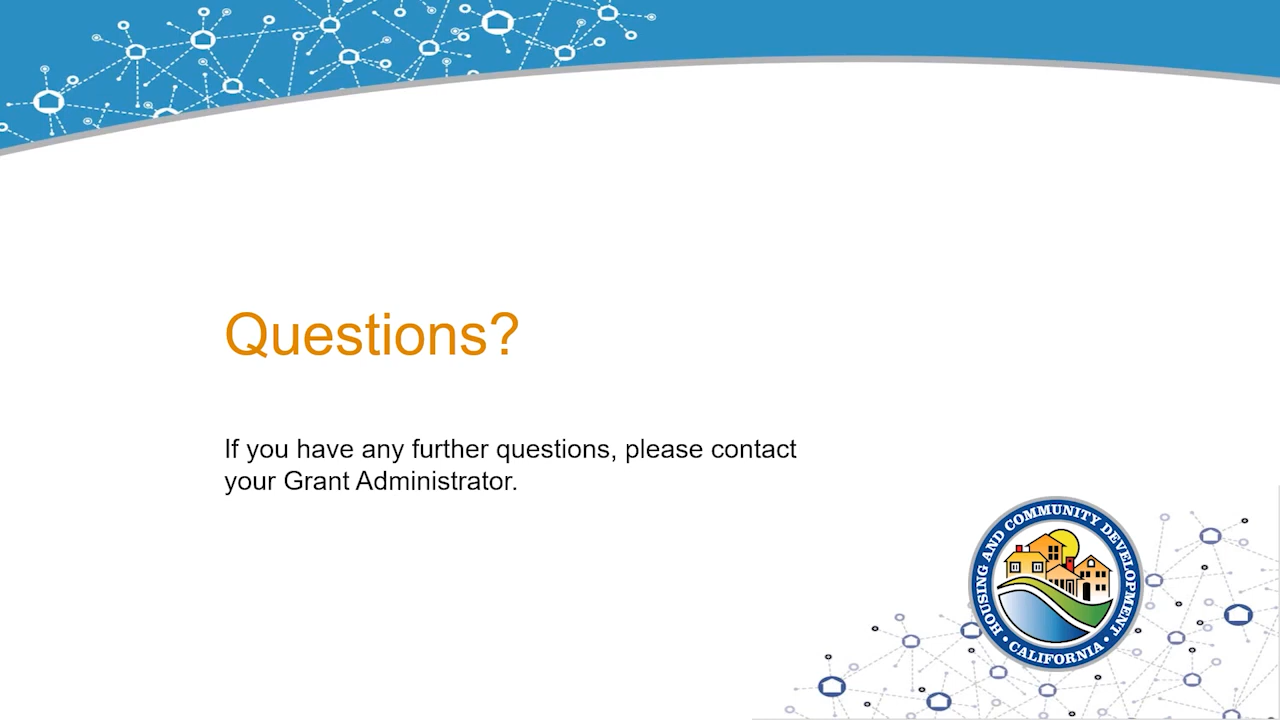 Questions?
If you have any further questions, please contact
your Grant Administrator.
HOUSING AND COMMUNITY DEVELOPMENT
• CALIFORNIA •